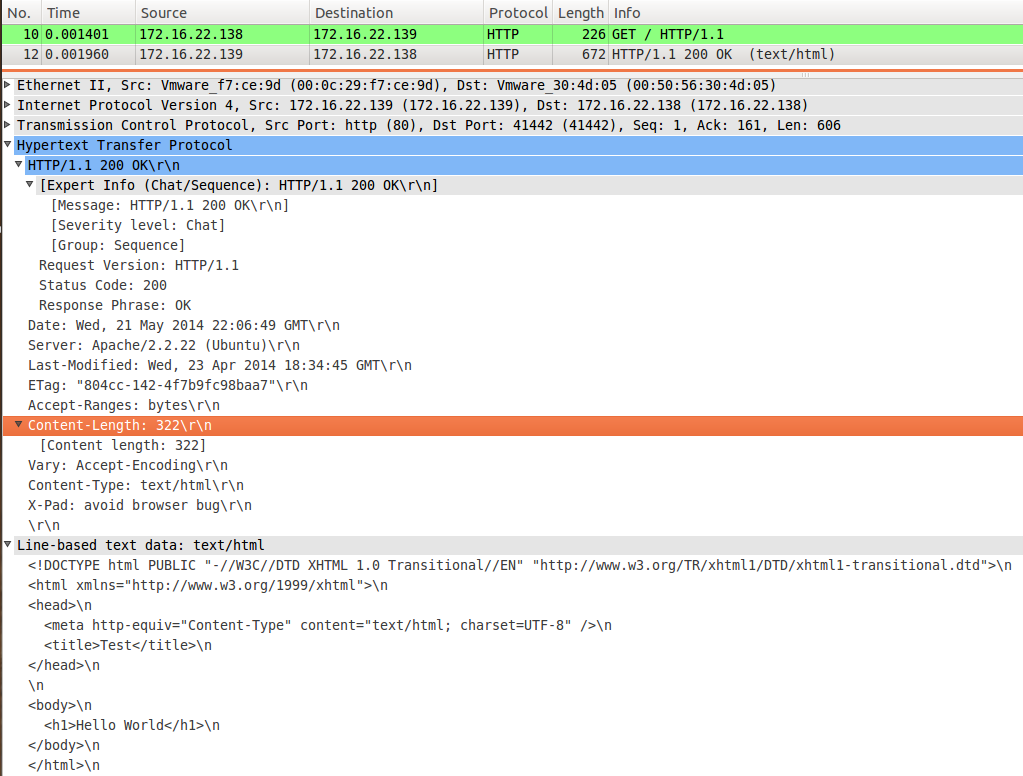 No. Time Source Destination Protocol Length Info
10 0.001401 172.16.22.138 172.16.22.139 HTTP 226 GET / HTTP/1.1
12 0.001960 172.16.22.139 172.16.22.138 HTTP 672 HTTP/1.1 200 OK (text/html)
Ethernet II, Src: Vmware_f7:ce:9d (00:0c:29:f7:ce:9d), Dst: Vmware_30:4d:05 (00:50:56:30:4d:05)
Internet Protocol Version 4, Src: 172.16.22.139 (172.16.22.139), Dst: 172.16.22.138 (172.16.22.138)
Transmission Control Protocol, Src Port: http (80), Dst Port: 41442 (41442), Seq: 1, Ack: 161, Len: 606
Hypertext Transfer Protocol
HTTP/1.1 200 OK\r\n
[Expert Info (Chat/Sequence): HTTP/1.1 200 OK\r\n]
[Message: HTTP/1.1 200 OK\r\n]
[Severity level: Chat]
[Group: Sequence]
Request Version: HTTP/1.1
Status Code: 200
Response Phrase: OK
Date: Wed, 21 May 2014 22:06:49 GMT\r\n
Server: Apache/2.2.22 (Ubuntu)\r\n
Last-Modified: Wed, 23 Apr 2014 18:34:45 GMT\r\n
ETag: "804cc-142-4f7b9fc98baa7"\r\n
Accept-Ranges: bytes\r\n
Content-Length: 322\r\n
[Content length: 322]
Vary: Accept-Encoding\r\n
Content-Type: text/html\r\n
X-Pad: avoid browser bug\r\n
\r\n
Line-based text data: text/html
<!DOCTYPE html PUBLIC "-//W3C//DTD XHTML 1.0 Transitional//EN" "http://www.w3.org/TR/xhtml1/DTD/xhtml1-transitional.dtd">\n
<html xmlns="http://www.w3.org/1999/xhtml">\n
<head>\n
<meta http-equiv="Content-Type" content="text/html; charset=UTF-8" />\n
<title>Test</title>\n
</head>\n
\n
<body>\n
<h1>Hello World</h1>\n
</body>\n
</html>\n